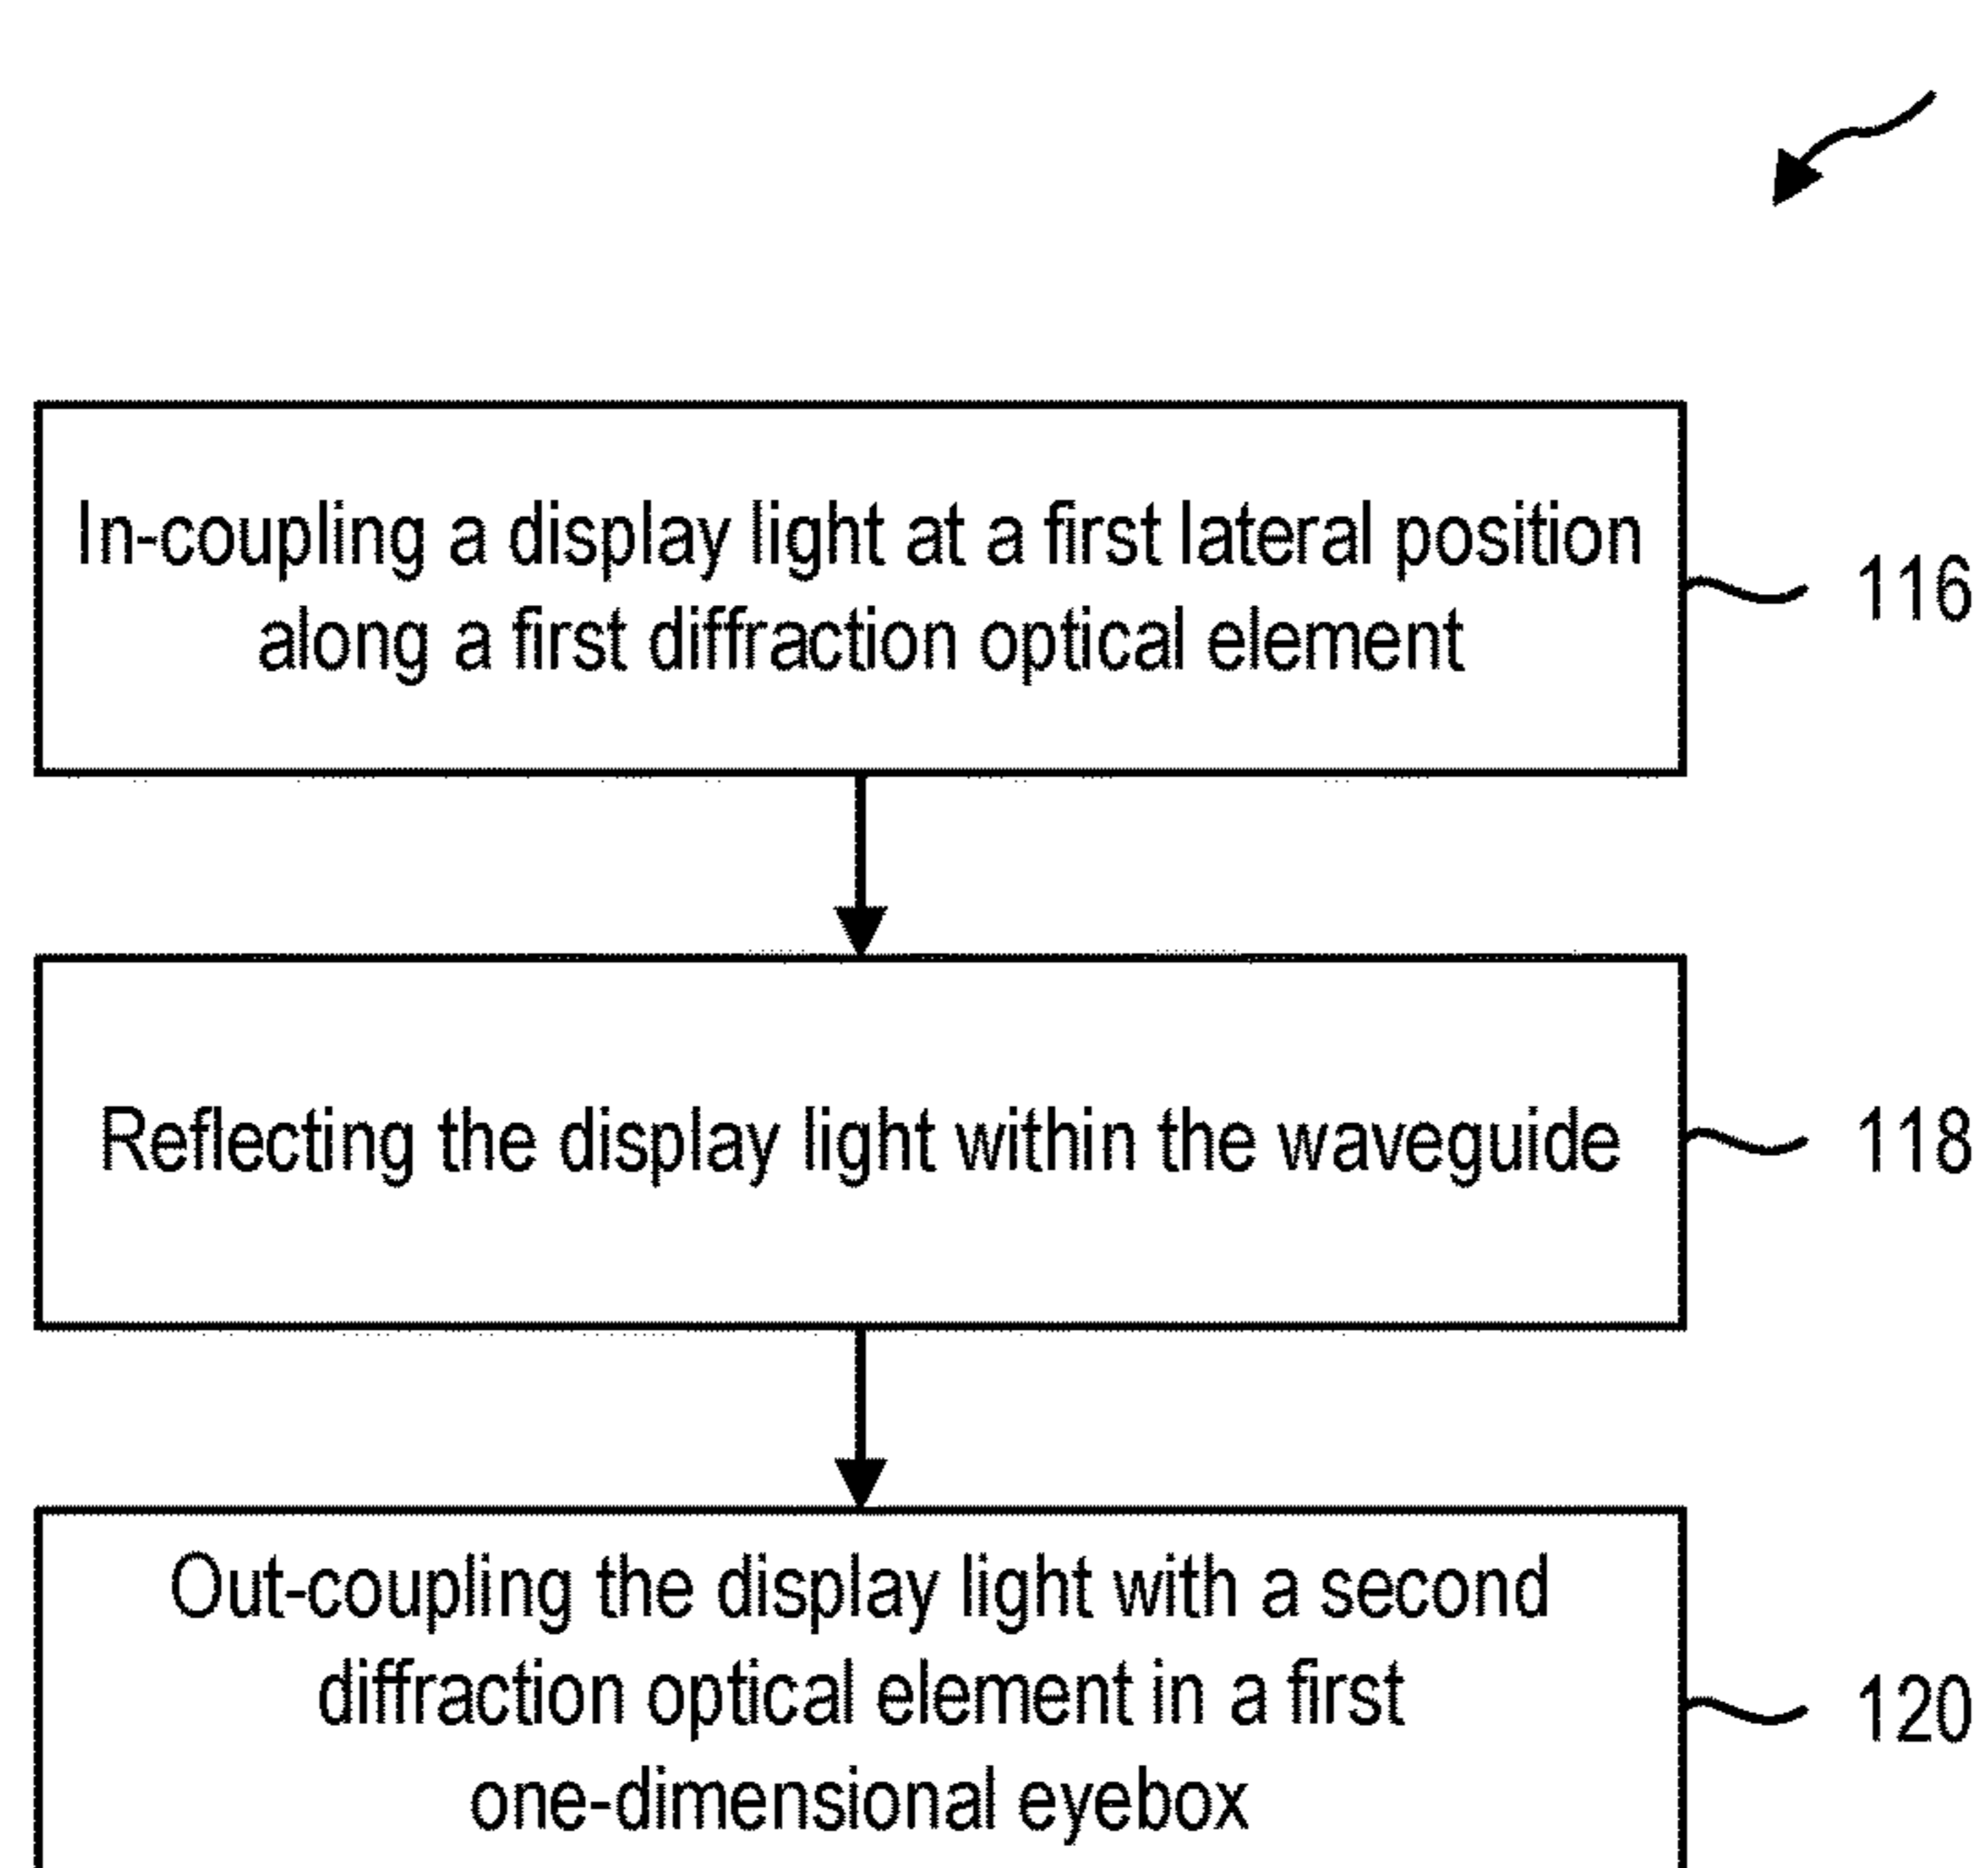 In-coupling a display light at a first lateral position
along a first diffraction optical element
116
Reflecting the display light within the waveguide
118
Out-coupling the display light with a second
diffraction optical element in a first
one-dimensional eyebox
120